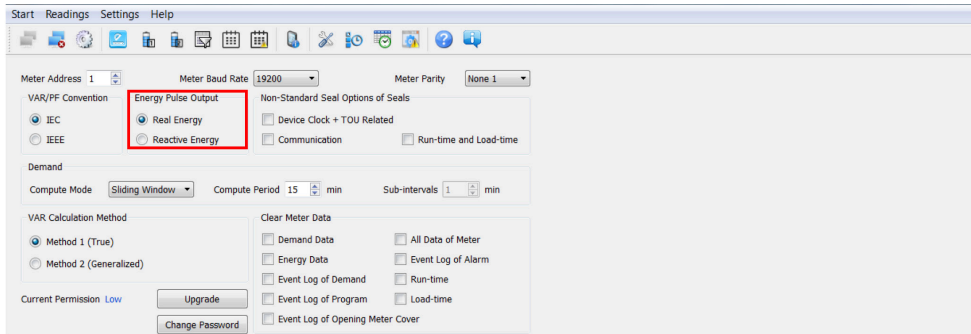 Start Readings Settings Help
Meter Address 1 Meter Baud Rate 19200 Meter Parity None 1
VAR/PF Convention Energy Pulse Output Non-Standard Seal Options of Seals
IEC Real Energy Device Clock + TOU Related
IEEE Reactive Energy Communication Run-time and Load-time
Demand
Compute Mode Sliding Window Compute Period 15 min Sub-intervals 1 min
VAR Calculation Method Clear Meter Data
Method 1 (True) Demand Data All Data of Meter
Method 2 (Generalized) Energy Data Event Log of Alarm
Event Log of Demand Run-time
Current Permission Low Upgrade Event Log of Program Load-time
Change Password Event Log of Opening Meter Cover